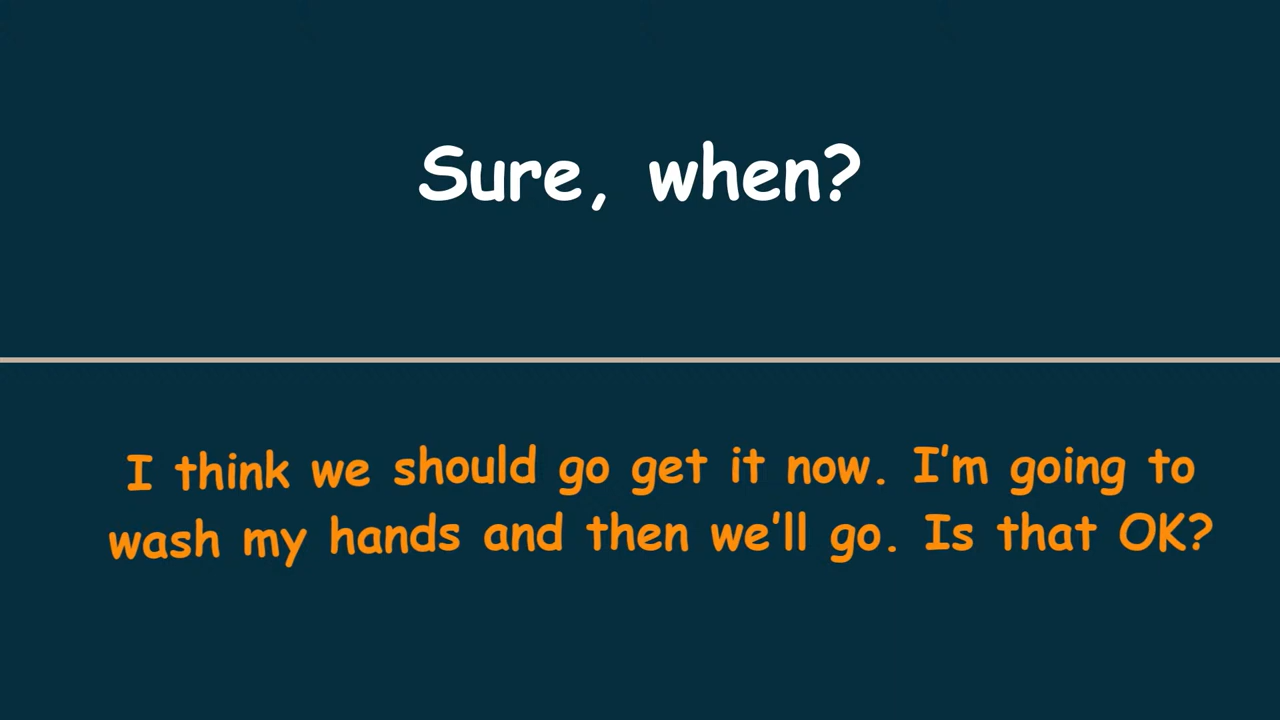 Sure, when?
I think we should go get it now. I'm going to
wash my hands and then we'll go. Is that OK?